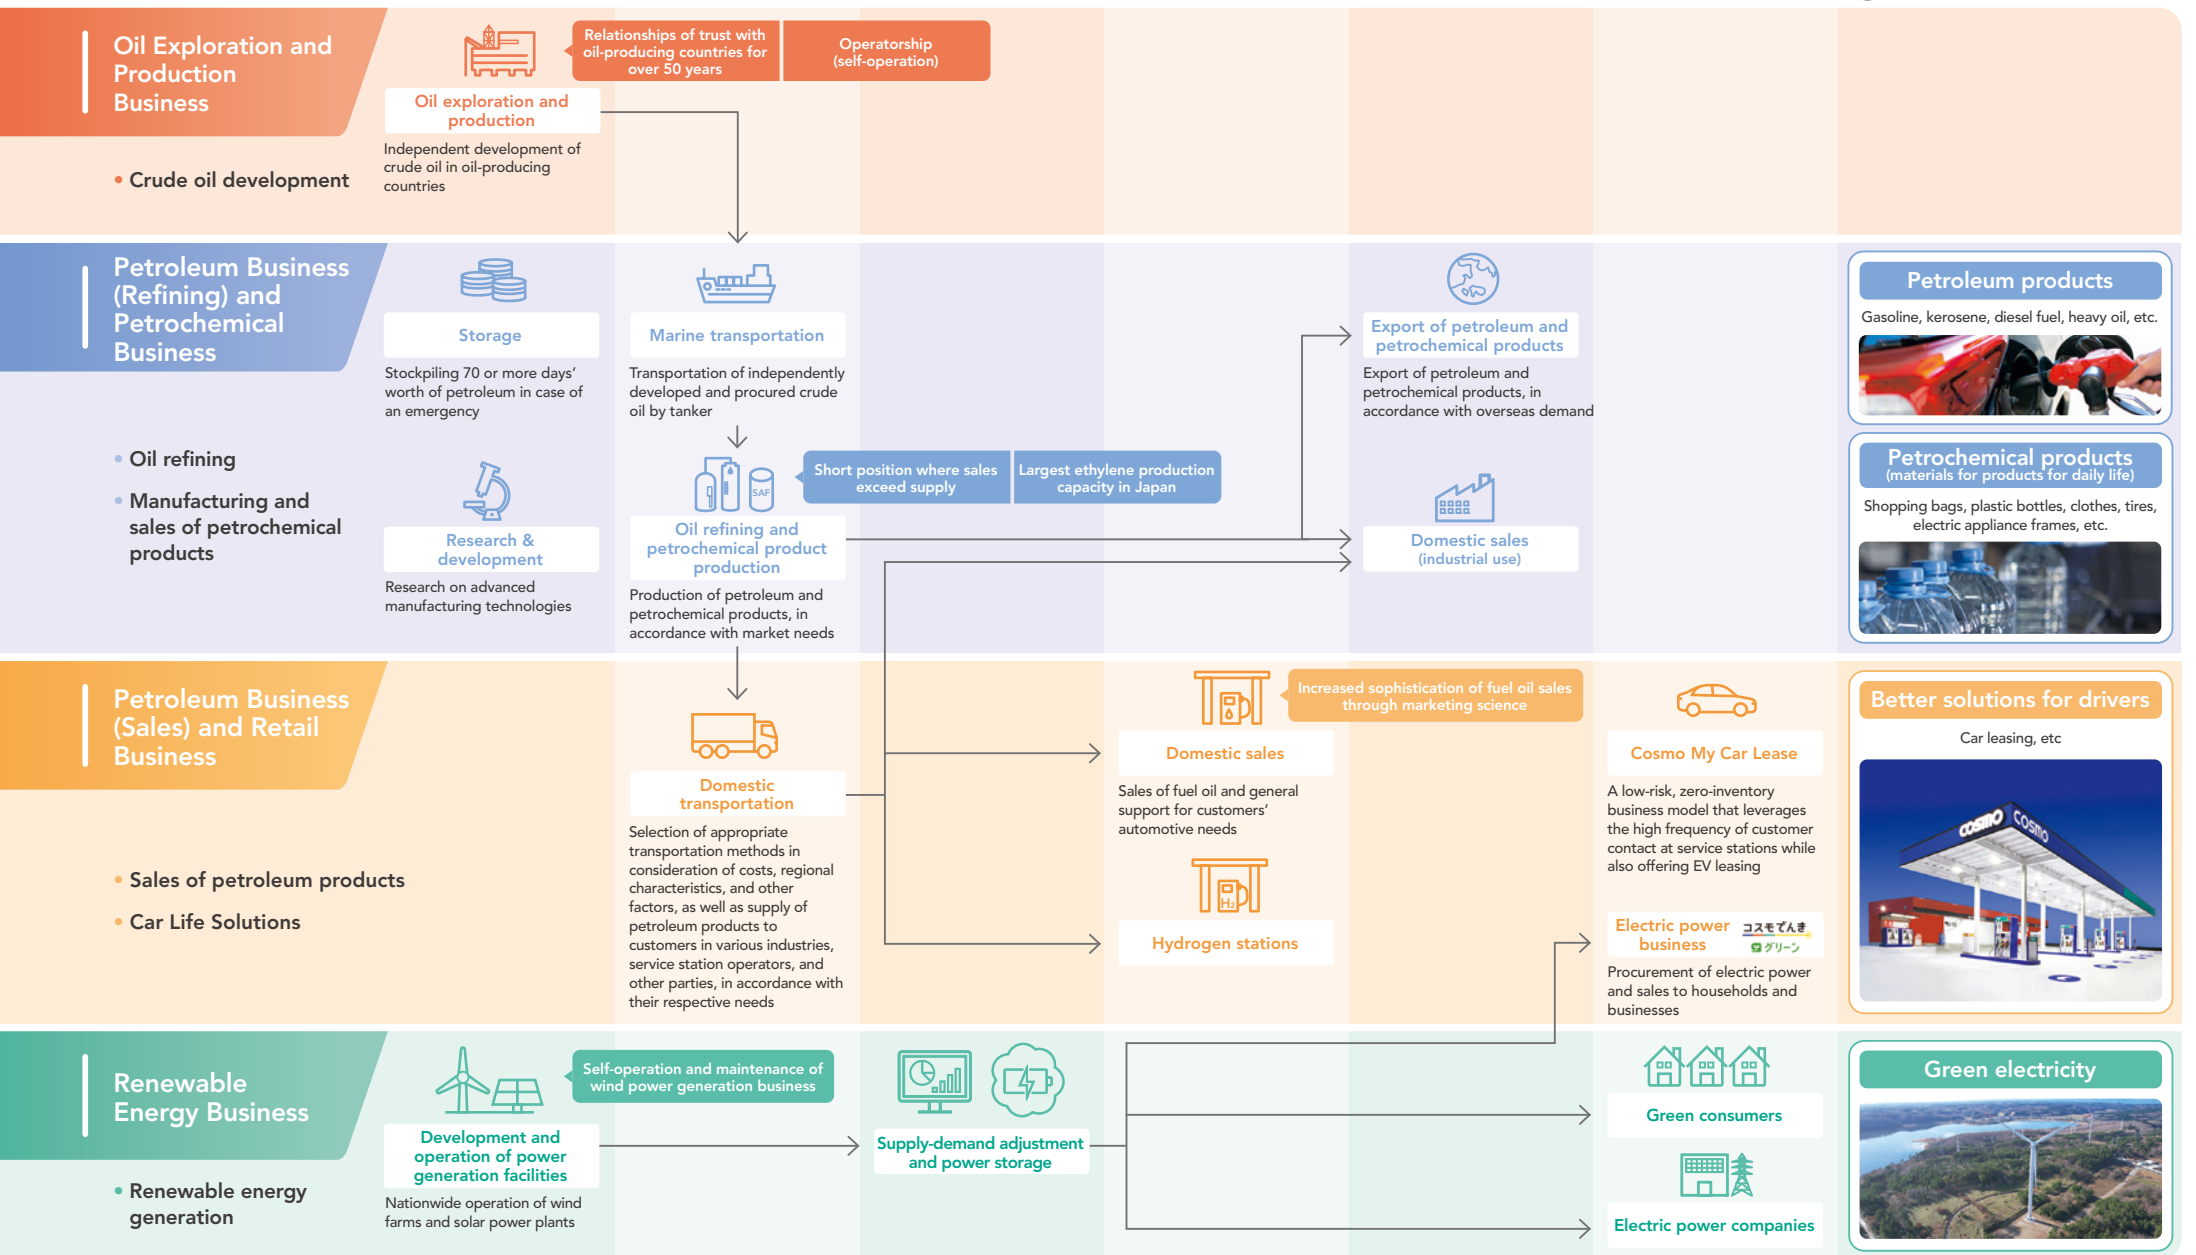 Oil Exploration and
Production
Business
• Crude oil development
Relationships of trust with
oil-producing countries for
over 50 years
Operatorship
(self-operation)
Oil exploration and
production
Independent development of
crude oil in oil-producing
countries
Petroleum Business
(Refining) and
Petrochemical
Business
• Oil refining
• Manufacturing and
sales of petrochemical
products
Storage
Stockpiling 70 or more days'
worth of petroleum in case of
an emergency
Marine transportation
Transportation of independently
developed and procured crude
oil by tanker
Export of petroleum and
petrochemical products
Export of petroleum and
petrochemical products, in
accordance with overseas demand
Research &
development
Research on advanced
manufacturing technologies
SAF
Short position where sales
exceed supply
Largest ethylene production
capacity in Japan
Oil refining and
petrochemical product
production
Production of petroleum and
petrochemical products, in
accordance with market needs
Domestic sales
(industrial use)
Petroleum products
Gasoline, kerosene, diesel fuel, heavy oil, etc.
Petrochemical products
(materials for products for daily life)
Shopping bags, plastic bottles, clothes, tires,
electric appliance frames, etc.
Petroleum Business
(Sales) and Retail
Business
• Sales of petroleum products
• Car Life Solutions
Domestic
transportation
Selection of appropriate
transportation methods in
consideration of costs, regional
characteristics, and other
factors, as well as supply of
petroleum products to
customers in various industries,
service station operators, and
other parties, in accordance with
their respective needs
Increased sophistication of fuel oil sales
through marketing science
Domestic sales
Sales of fuel oil and general
support for customers'
automotive needs
H2
Hydrogen stations
Cosmo My Car Lease
A low-risk, zero-inventory
business model that leverages
the high frequency of customer
contact at service stations while
also offering EV leasing
Electric power
business
コスモでんき
グリーン
Procurement of electric power
and sales to households and
businesses
Better solutions for drivers
Car leasing, etc
COSMO COSMO
Renewable
Energy Business
• Renewable energy
generation
Self-operation and maintenance of
wind power generation business
Development and
operation of power
generation facilities
Nationwide operation of wind
farms and solar power plants
Supply-demand adjustment
and power storage
Green consumers
Electric power companies
Green electricity